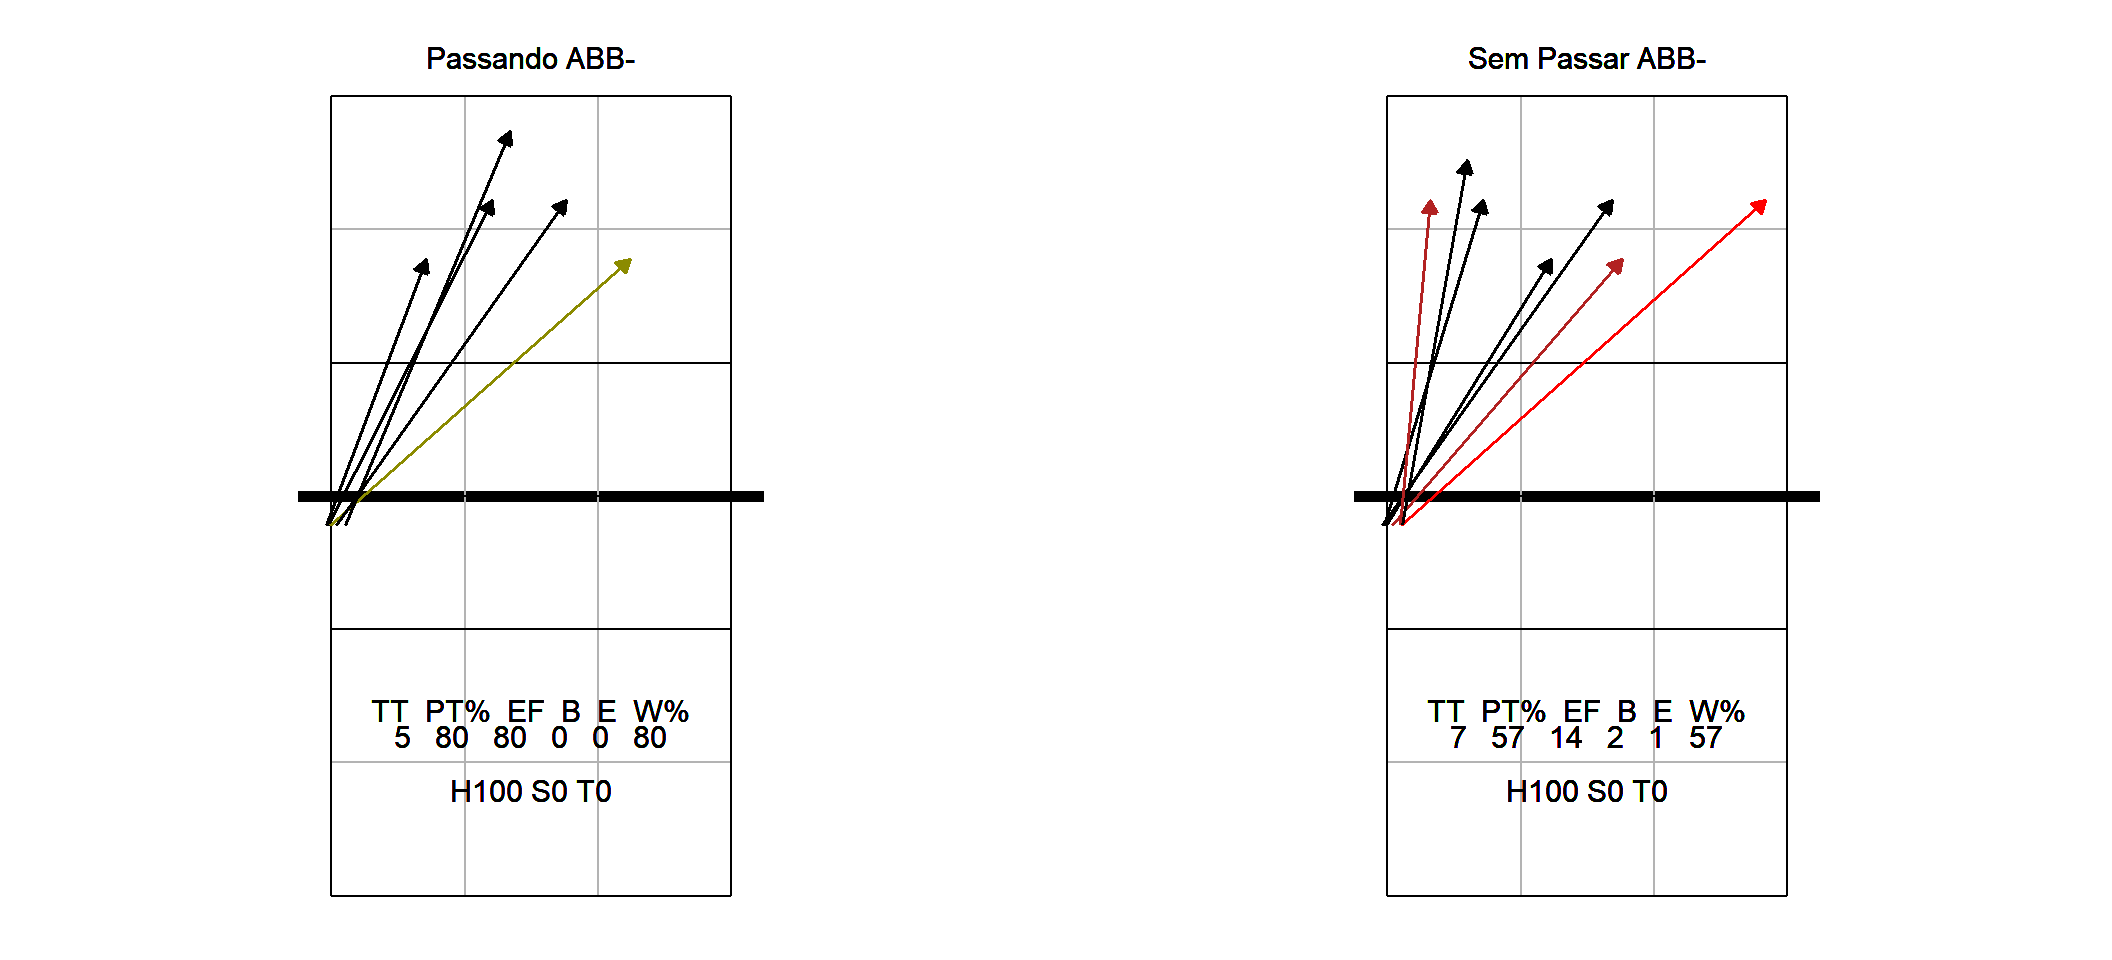 Passando ABB-
TT PT% EF B E W%
5 80 80 0 0 80
H100 S0 T0
Sem Passar ABB-
TT PT% EF B E W%
7 57 14 2 1 57
H100 S0 T0